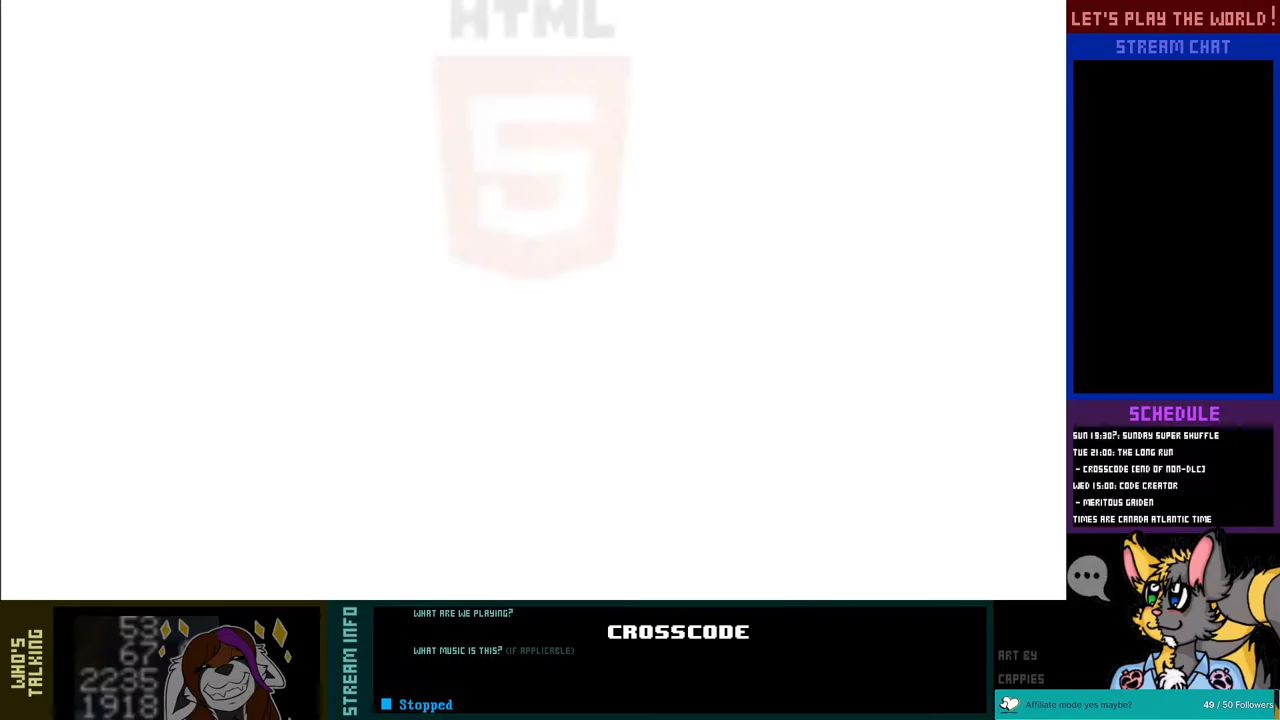 HTML
5
LET'S PLAY THE WORLD!
STREAM CHAT
SCHEDULE
SUN 19:30?: SUNDAY SUPER SHUFFLE
TUE 21:00: THE LONG RUN
- CROSSCODE (END OF NON-DLC)
WED 15:00: CODE CREATOR
- MERITOUS GAIDEN
TIMES ARE CANADA ATLANTIC TIME
WHO'S
TALKING
53
67
2235
918
STREAM INFO
WHAT ARE WE PLAYING?
CROSSCODE
WHAT MUSIC IS THIS? (IF APPLICABLE)
Stopped
ART BY
CAPPIES
Affiliate mode yes maybe?
49 / 50 Followers